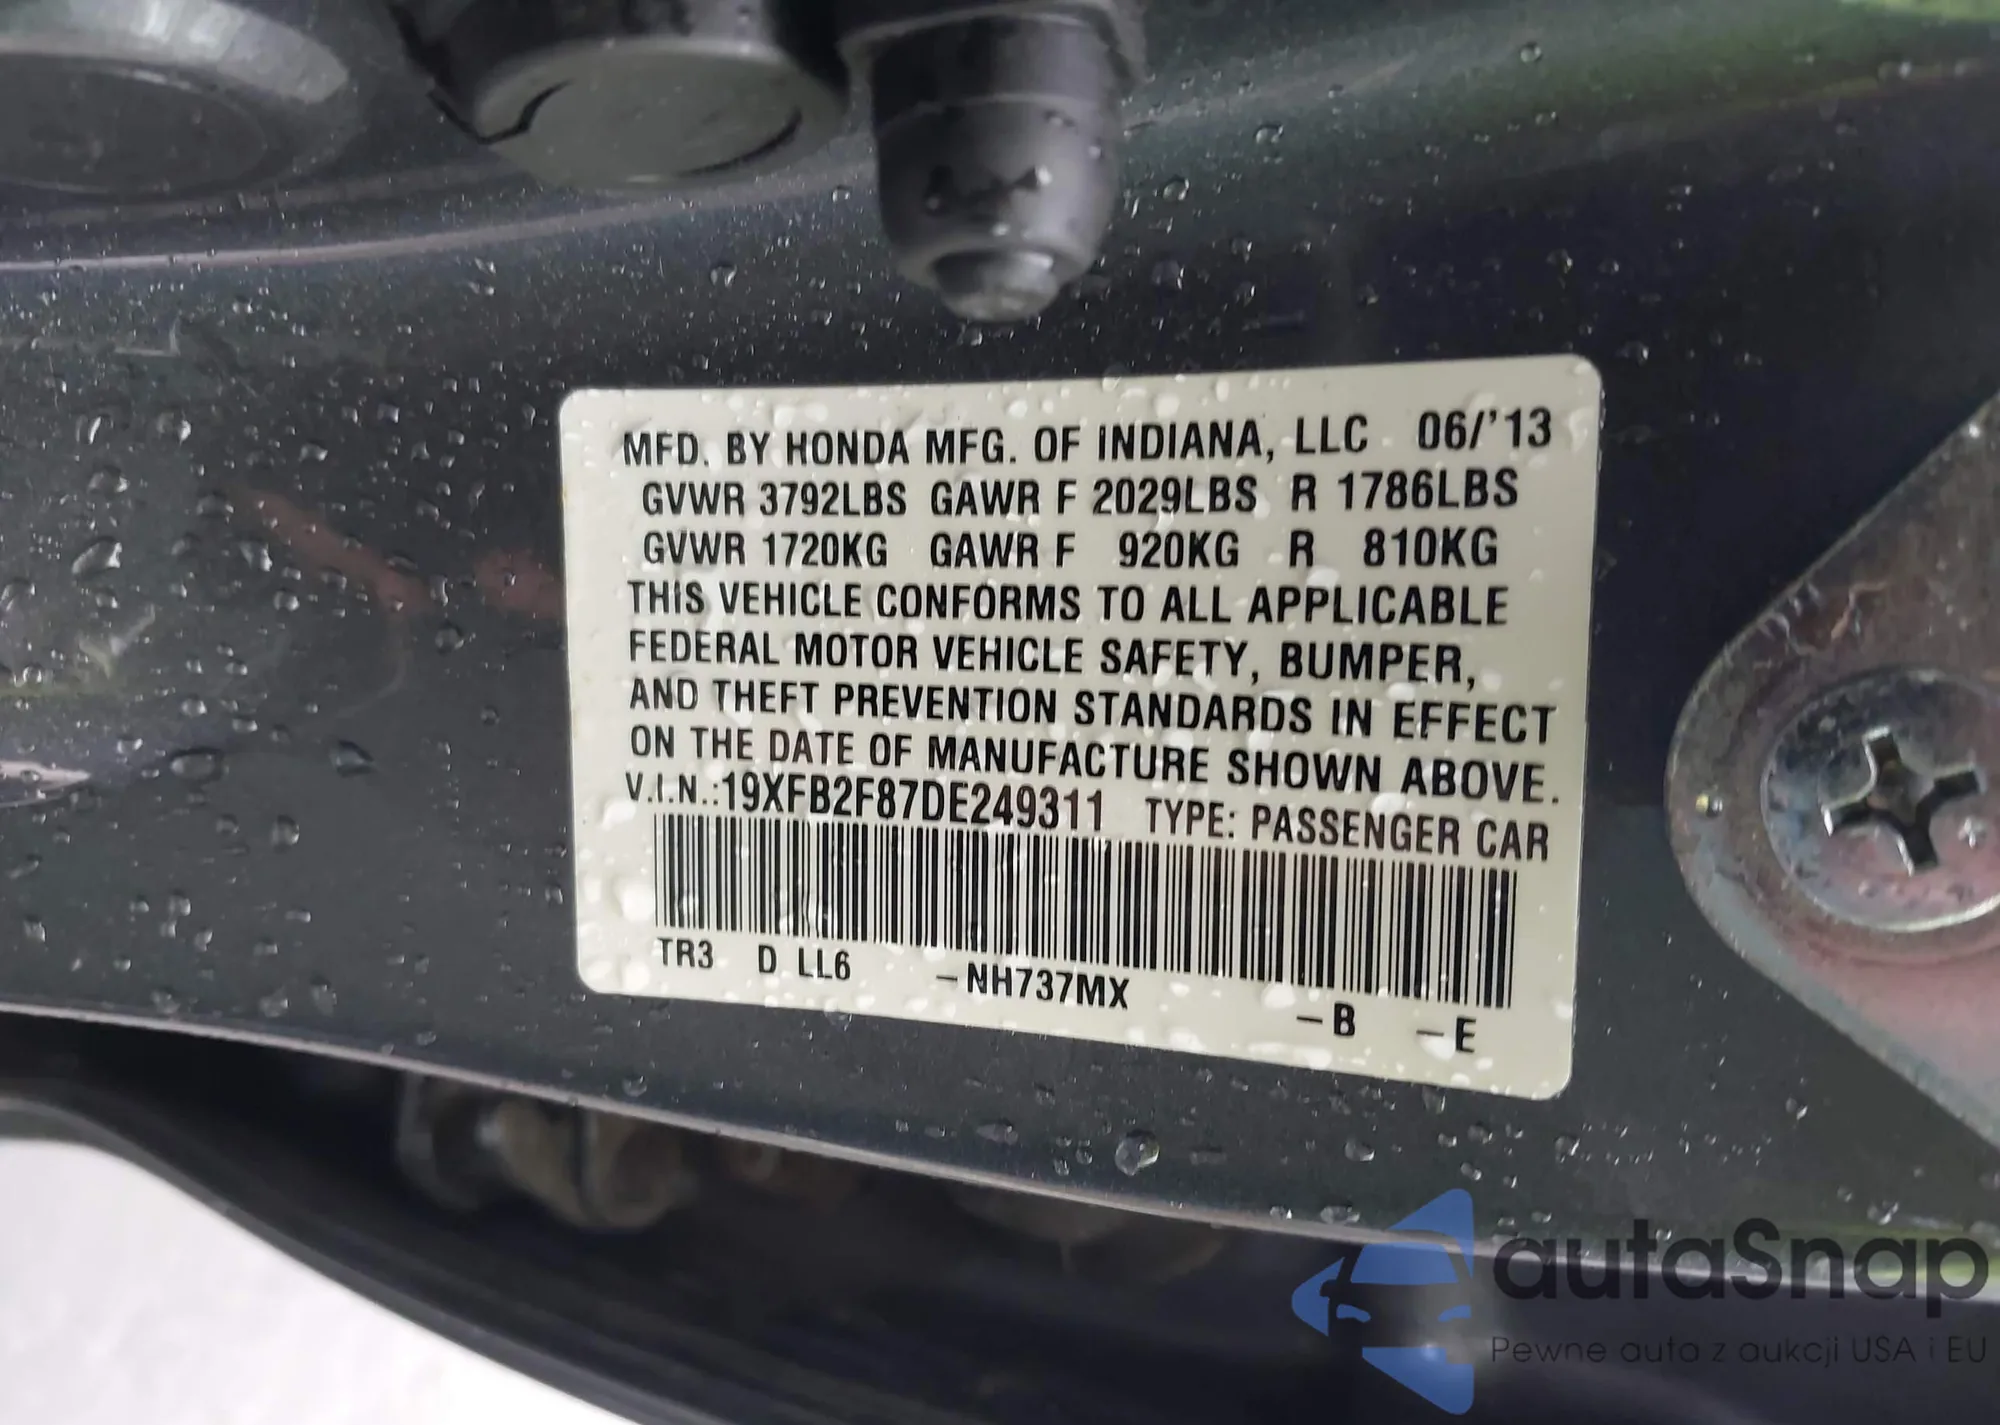 MFD. BY HONDA MFG. OF INDIANA, LLC 06/'13
GVWR 3792LBS GAWR F 2029LBS R 1786LBS
GVWR 1720KG GAWR F 920KG R 810KG
THIS VEHICLE CONFORMS TO ALL APPLICABLE
FEDERAL MOTOR VEHICLE SAFETY, BUMPER,
AND THEFT PREVENTION STANDARDS IN EFFECT
ON THE DATE OF MANUFACTURE SHOWN ABOVE.
V.I.N.:19XFB2F87DE249311 TYPE: PASSENGER CAR
TR3 D LL6 -NH737MX -B -E
autaSnap
Pewne auta z aukcji USA i EU